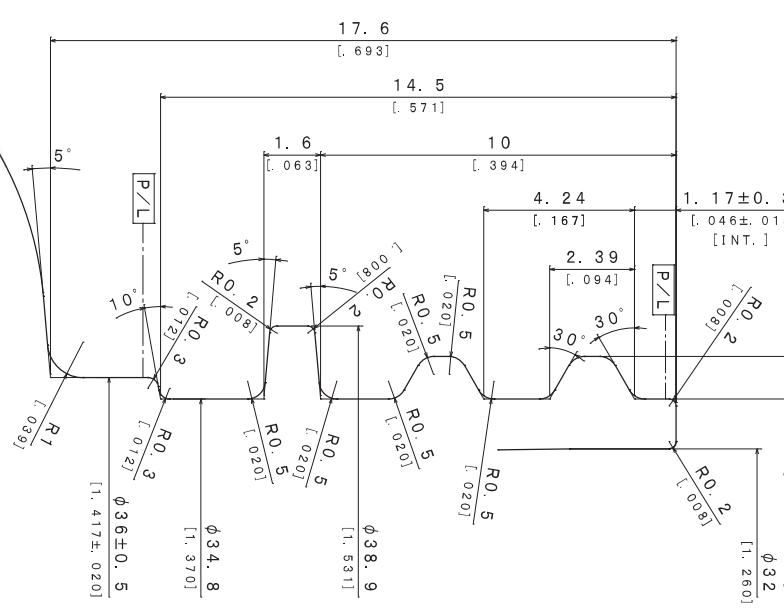 17. 6
[. 693]
14. 5
[. 571]
1. 6
[. 063]
10
[. 394]
5°
P/L
4. 24
[. 167]
1. 17±0.
[. 046±. 01
[INT. ]
5°
R0. 2
[. 008]
5°
R0. 2
[. 008]
2. 39
[. 094]
P/L
10°
R0. 3
[. 012]
R0. 5
[. 020]
R0. 5
[. 020]
30°
30°
R0. 2
[. 008]
R1
[. 039]
R0. 3
[. 012]
R0. 5
[. 020]
R0. 5
[. 020]
R0. 5
[. 020]
R0. 5
[. 020]
R0. 2
[. 008]
φ36±0. 5
[1. 417±. 020]
φ34. 8
[1. 370]
φ38. 9
[1. 531]
φ32
[1. 260]